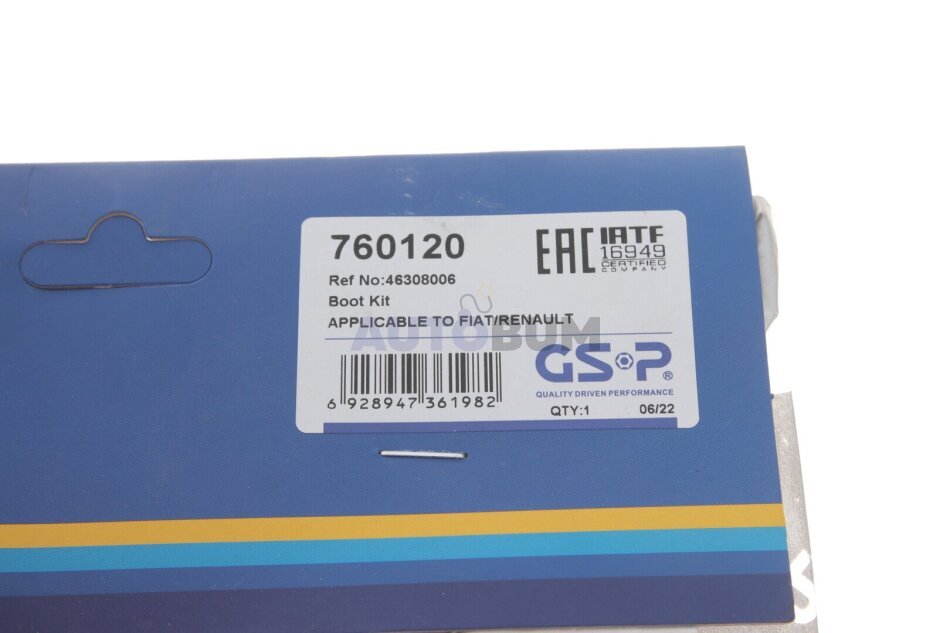 760120
EAC
IATF
16949
CERTIFIED
COMPANY
Ref No:46308006
Boot Kit
APPLICABLE TO FIAT/RENAULT
AUTOBUM
6 928947 361982
GSP®
QUALITY DRIVEN PERFORMANCE
QTY:1 06/22